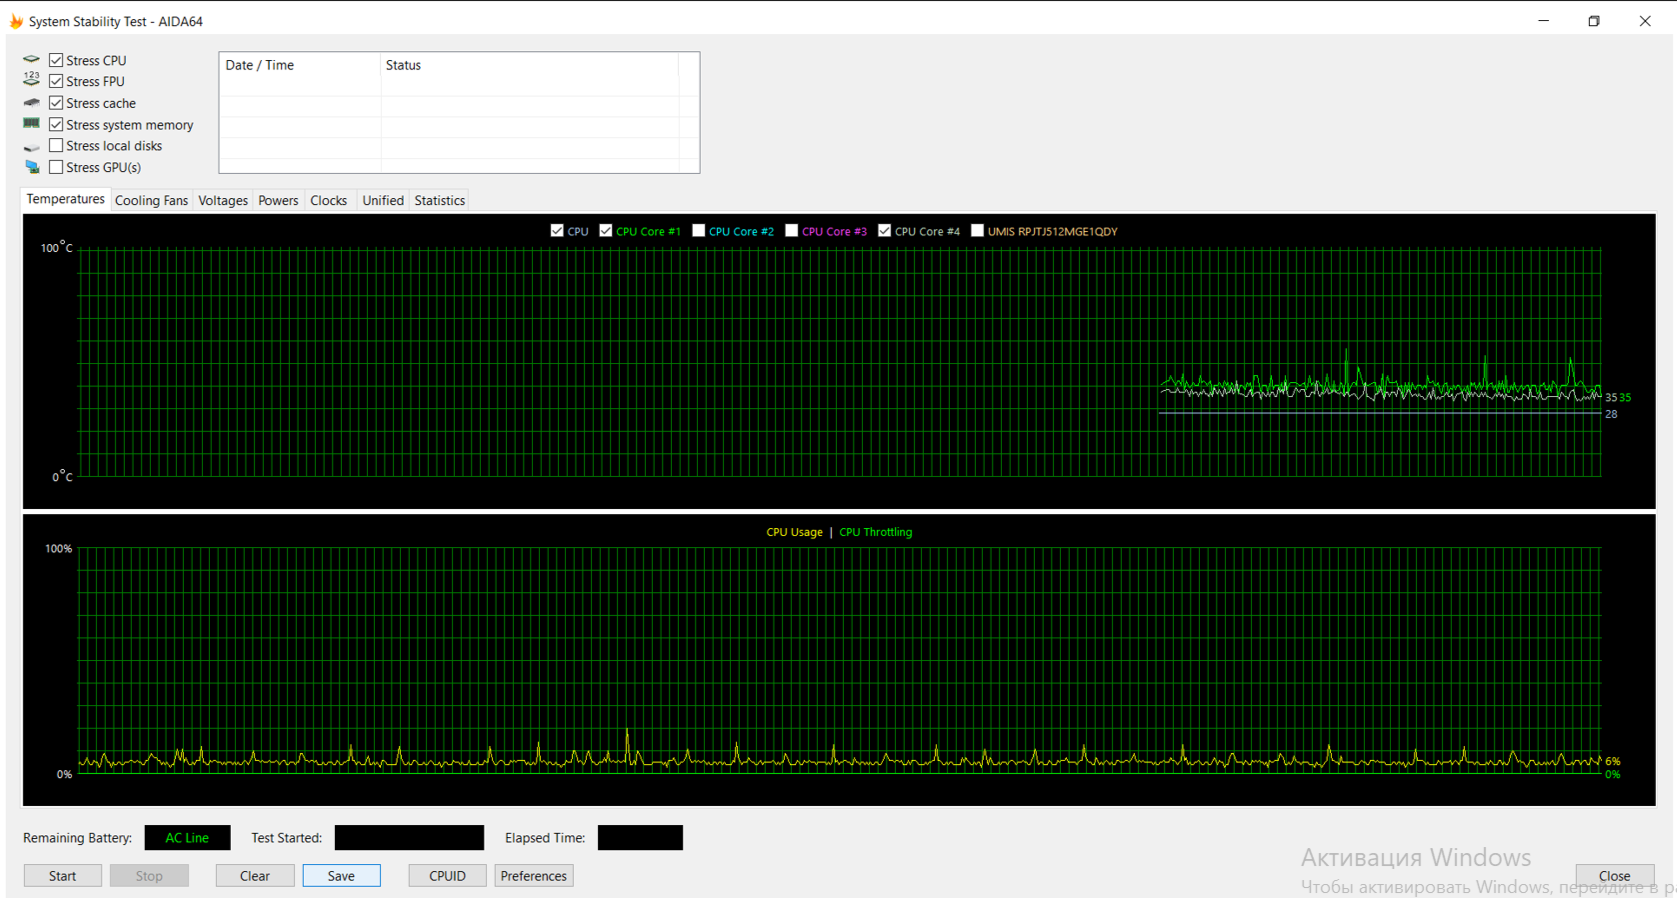 System Stability Test - AIDA64
Stress CPU
123
Stress FPU
Stress cache
Stress system memory
Stress local disks
Stress GPU(s)
Date / Time Status
Temperatures Cooling Fans Voltages Powers Clocks Unified Statistics
CPU CPU Core #1 CPU Core #2 CPU Core #3 CPU Core #4 UMIS RPJTJ512MGE1QDY
100°C
35 35
28
0°C
CPU Usage | CPU Throttling
100%
6%
0% 0%
Remaining Battery: AC Line Test Started: Elapsed Time:
Активация Windows
Start Stop Clear Save CPUID Preferences Close
Чтобы активировать Windows, перейдите в ра